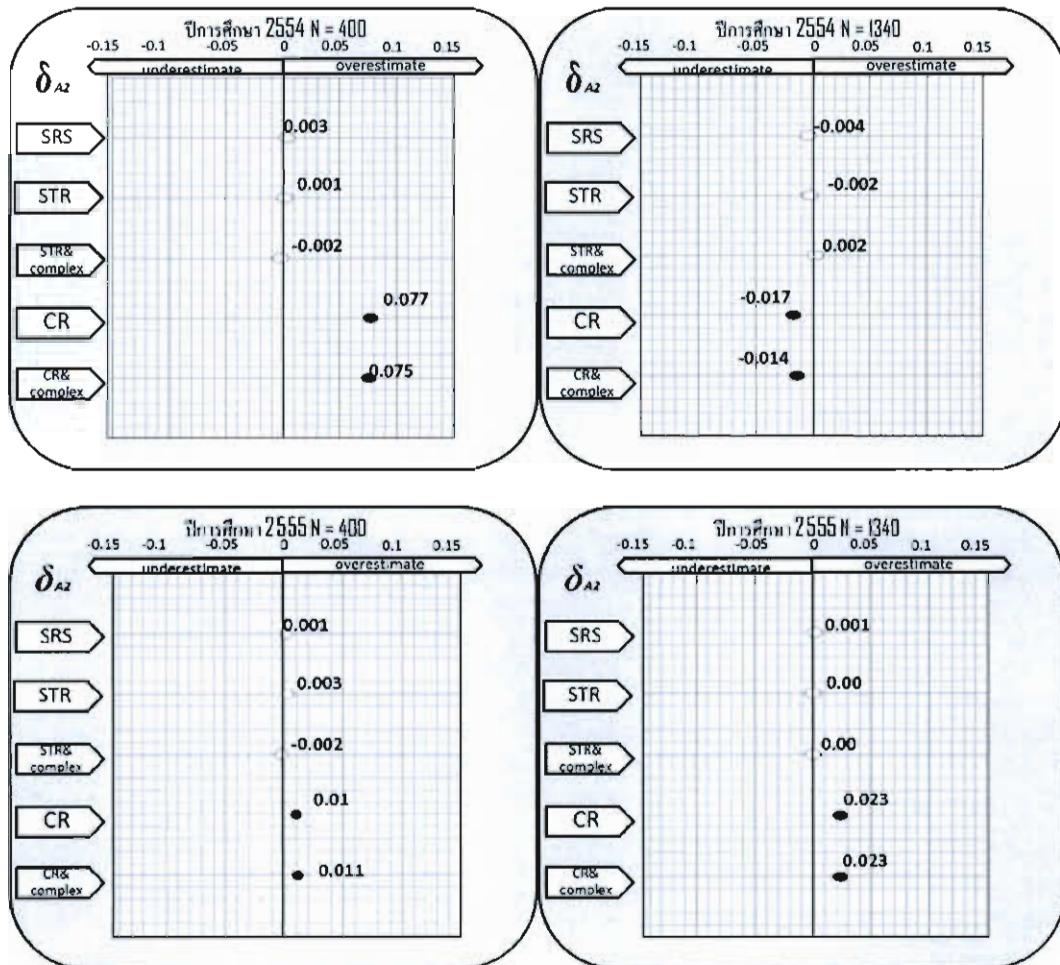 ปีการศึกษา 2554 N = 400
-0.15 -0.1 -0.05 0 0.05 0.1 0.15
underestimate overestimate
δA2
SRS 0.003
STR 0.001
STR& complex -0.002
CR 0.077
CR& complex 0.075
ปีการศึกษา 2554 N = 1340
-0.15 -0.1 -0.05 0 0.05 0.1 0.15
underestimate overestimate
δA2
SRS -0.004
STR -0.002
STR& complex 0.002
CR -0.017
CR& complex -0.014
ปีการศึกษา 2555 N = 400
-0.15 -0.1 -0.05 0 0.05 0.1 0.15
underestimate overestimate
δA2
SRS 0.001
STR 0.003
STR& complex -0.002
CR 0.01
CR& complex 0.011
ปีการศึกษา 2555 N = 1340
-0.15 -0.1 -0.05 0 0.05 0.1 0.15
underestimate overestimate
δA2
SRS 0.001
STR 0.00
STR& complex 0.00
CR 0.023
CR& complex 0.023